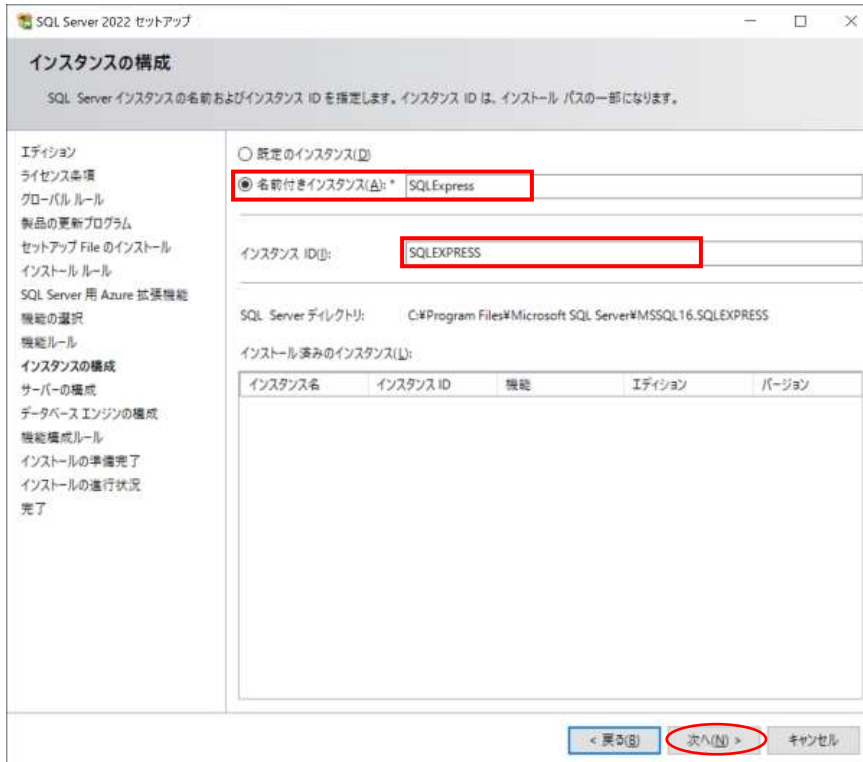 SQL Server 2022 セットアップ
インスタンスの構成
SQL Server インスタンスの名前およびインスタンス ID を指定します。インスタンス ID は、インストール パスの一部になります。
エディション
ライセンス条項
グローバル ルール
製品の更新プログラム
セットアップ File のインストール
インストール ルール
SQL Server 用 Azure 拡張機能
機能の選択
機能ルール
インスタンスの構成
サーバーの構成
データベース エンジンの構成
機能構成ルール
インストールの準備完了
インストールの進行状況
完了
既定のインスタンス(D)
名前付きインスタンス(A): * SQLExpress
インスタンス ID(I): SQLEXPRESS
SQL Server ディレクトリ: C:¥Program Files¥Microsoft SQL Server¥MSSQL16.SQLEXPRESS
インストール済みのインスタンス(L):
インスタンス名 インスタンス ID 機能 エディション バージョン
< 戻る(B) 次へ(N) > キャンセル